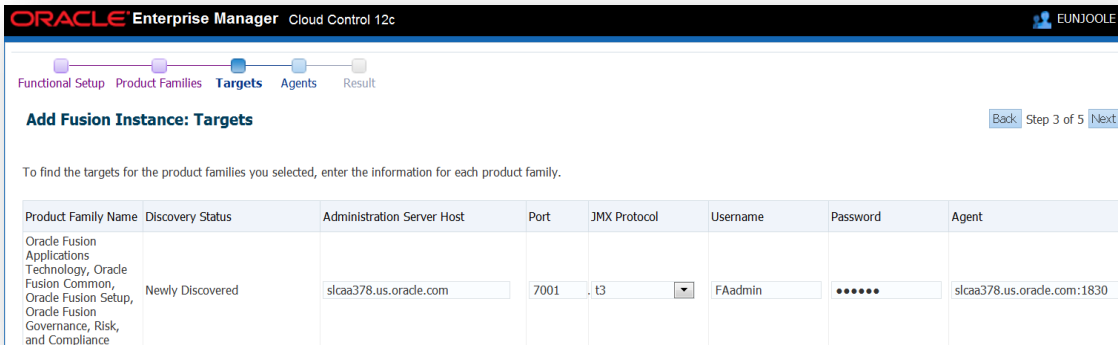 ORACLE Enterprise Manager Cloud Control 12c
EUNJOOLE
Functional Setup Product Families Targets Agents Result
Add Fusion Instance: Targets
Back Step 3 of 5 Next
To find the targets for the product families you selected, enter the information for each product family.
Product Family Name Discovery Status Administration Server Host Port JMX Protocol Username Password Agent
Oracle Fusion
Applications
Technology, Oracle
Fusion Common,
Oracle Fusion Setup,
Oracle Fusion
Governance, Risk,
and Compliance
Newly Discovered slcaa378.us.oracle.com 7001 t3 FAadmin •••••• slcaa378.us.oracle.com:1830